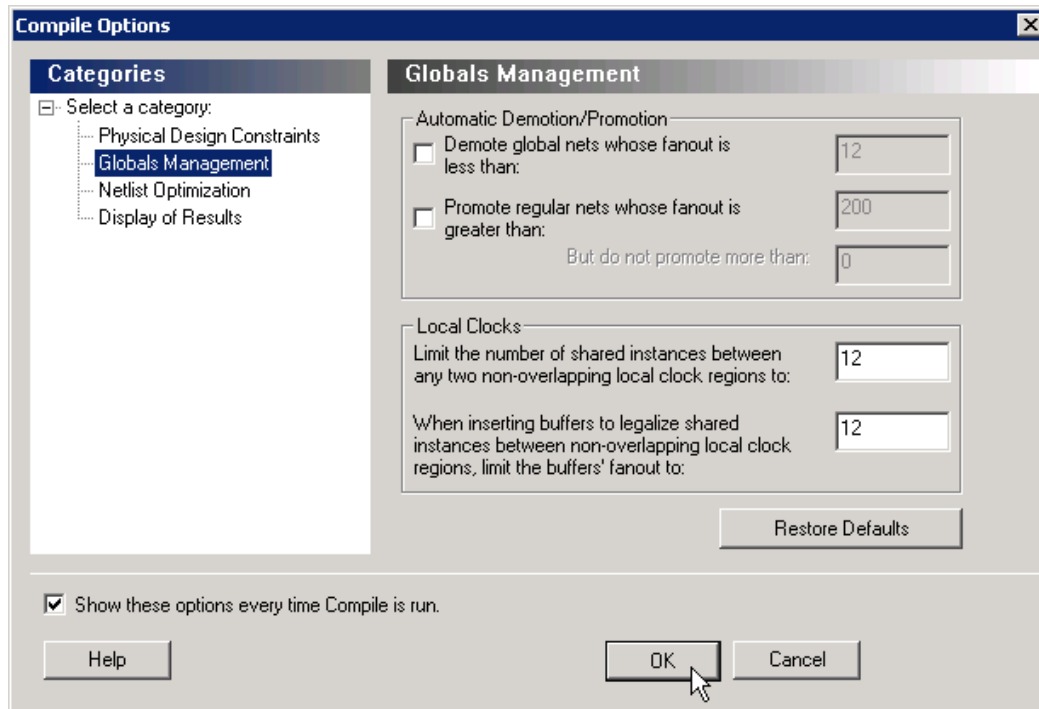 Compile Options
Categories
Select a category:
Physical Design Constraints
Globals Management
Netlist Optimization
Display of Results
Globals Management
Automatic Demotion/Promotion
Demote global nets whose fanout is
less than:
12
Promote regular nets whose fanout is
greater than:
200
But do not promote more than:
0
Local Clocks
Limit the number of shared instances between
any two non-overlapping local clock regions to:
12
When inserting buffers to legalize shared
instances between non-overlapping local clock
regions, limit the buffers' fanout to:
12
Restore Defaults
Show these options every time Compile is run.
Help
OK
Cancel